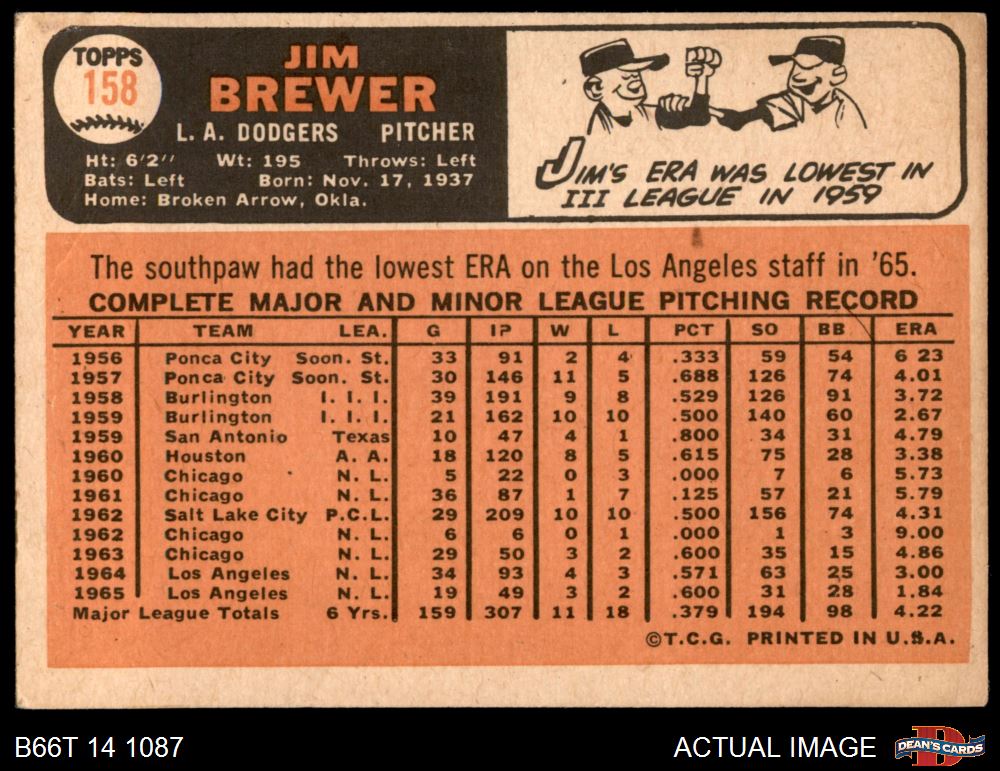 TOPPS
158
JIM
BREWER
L. A. DODGERS PITCHER
Ht: 6'2" Wt: 195 Throws: Left
Bats: Left Born: Nov. 17, 1937
Home: Broken Arrow, Okla.
JIM'S ERA WAS LOWEST IN
III LEAGUE IN 1959
The southpaw had the lowest ERA on the Los Angeles staff in '65.
COMPLETE MAJOR AND MINOR LEAGUE PITCHING RECORD
YEAR TEAM LEA. G IP W L PCT SO BB ERA
1956 Ponca City Soon. St. 33 91 2 4 .333 59 54 6 23
1957 Ponca City Soon. St. 30 146 11 5 .688 126 74 4.01
1958 Burlington I. I. I. 39 191 9 8 .529 126 91 3.72
1959 Burlington I. I. I. 21 162 10 10 .500 140 60 2.67
1959 San Antonio Texas 10 47 4 1 .800 34 31 4.79
1960 Houston A. A. 18 120 8 5 .615 75 28 3.38
1960 Chicago N. L. 5 22 0 3 .000 7 6 5.73
1961 Chicago N. L. 36 87 1 7 .125 57 21 5.79
1962 Salt Lake City P.C.L. 29 209 10 10 .500 156 74 4.31
1962 Chicago N. L. 6 6 0 1 .000 1 3 9.00
1963 Chicago N. L. 29 50 3 2 .600 35 15 4.86
1964 Los Angeles N. L. 34 93 4 3 .571 63 25 3.00
1965 Los Angeles N. L. 19 49 3 2 .600 31 28 1.84
Major League Totals 6 Yrs. 159 307 11 18 .379 194 98 4.22
©T.C.G. PRINTED IN U.S.A.
B66T 14 1087
ACTUAL IMAGE
D
DEAN'S CARDS